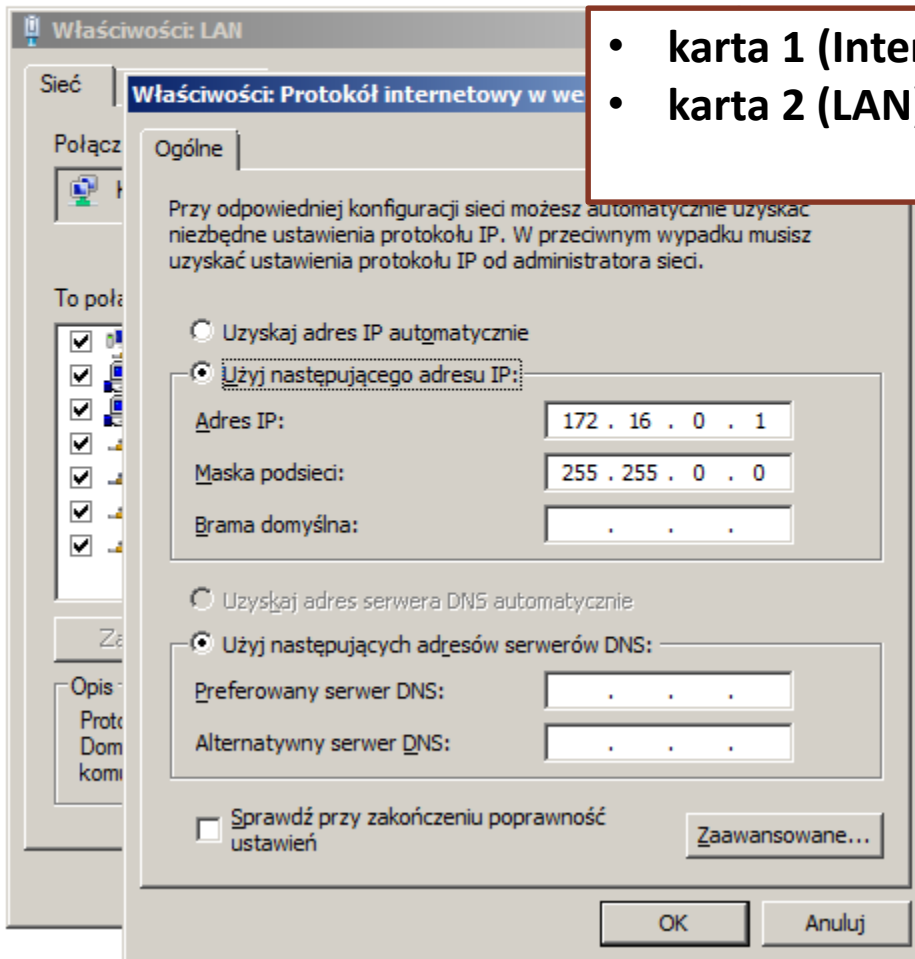 Właściwości: LAN
• karta 1 (Inter
• karta 2 (LAN)
Sieć
Właściwości: Protokół internetowy w we
Połącz
Ogólne
Przy odpowiedniej konfiguracji sieci możesz automatycznie uzyskać
niezbędne ustawienia protokołu IP. W przeciwnym wypadku musisz
uzyskać ustawienia protokołu IP od administratora sieci.
To poła
Uzyskaj adres IP automatycznie
Użyj następującego adresu IP:
Adres IP: 172 . 16 . 0 . 1
Maska podsieci: 255 . 255 . 0 . 0
Brama domyślna: . . .
Uzyskaj adres serwera DNS automatycznie
Za
Użyj następujących adresów serwerów DNS:
Opis
Preferowany serwer DNS: . . .
Proto
Dom
Alternatywny serwer DNS: . . .
komu
Sprawdź przy zakończeniu poprawność
ustawień
Zaawansowane...
OK Anuluj